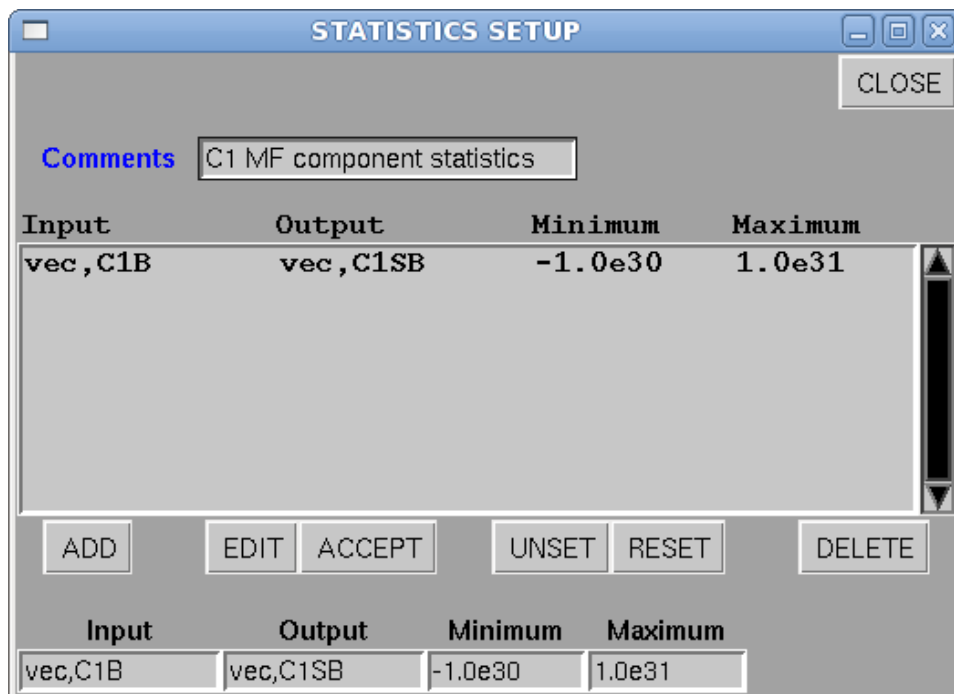 STATISTICS SETUP
CLOSE
Comments C1 MF component statistics
Input Output Minimum Maximum
vec,C1B vec,C1SB -1.0e30 1.0e31
ADD EDIT ACCEPT UNSET RESET DELETE
Input Output Minimum Maximum
vec,C1B vec,C1SB -1.0e30 1.0e31